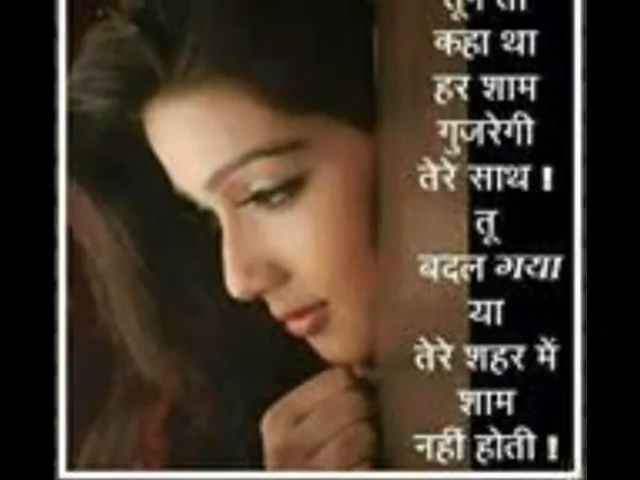 कहा था
हर शाम
गुजरेगी
तेरे साथ !
तू
बदल गया
या
तेरे शहर में
शाम
नहीं होती !